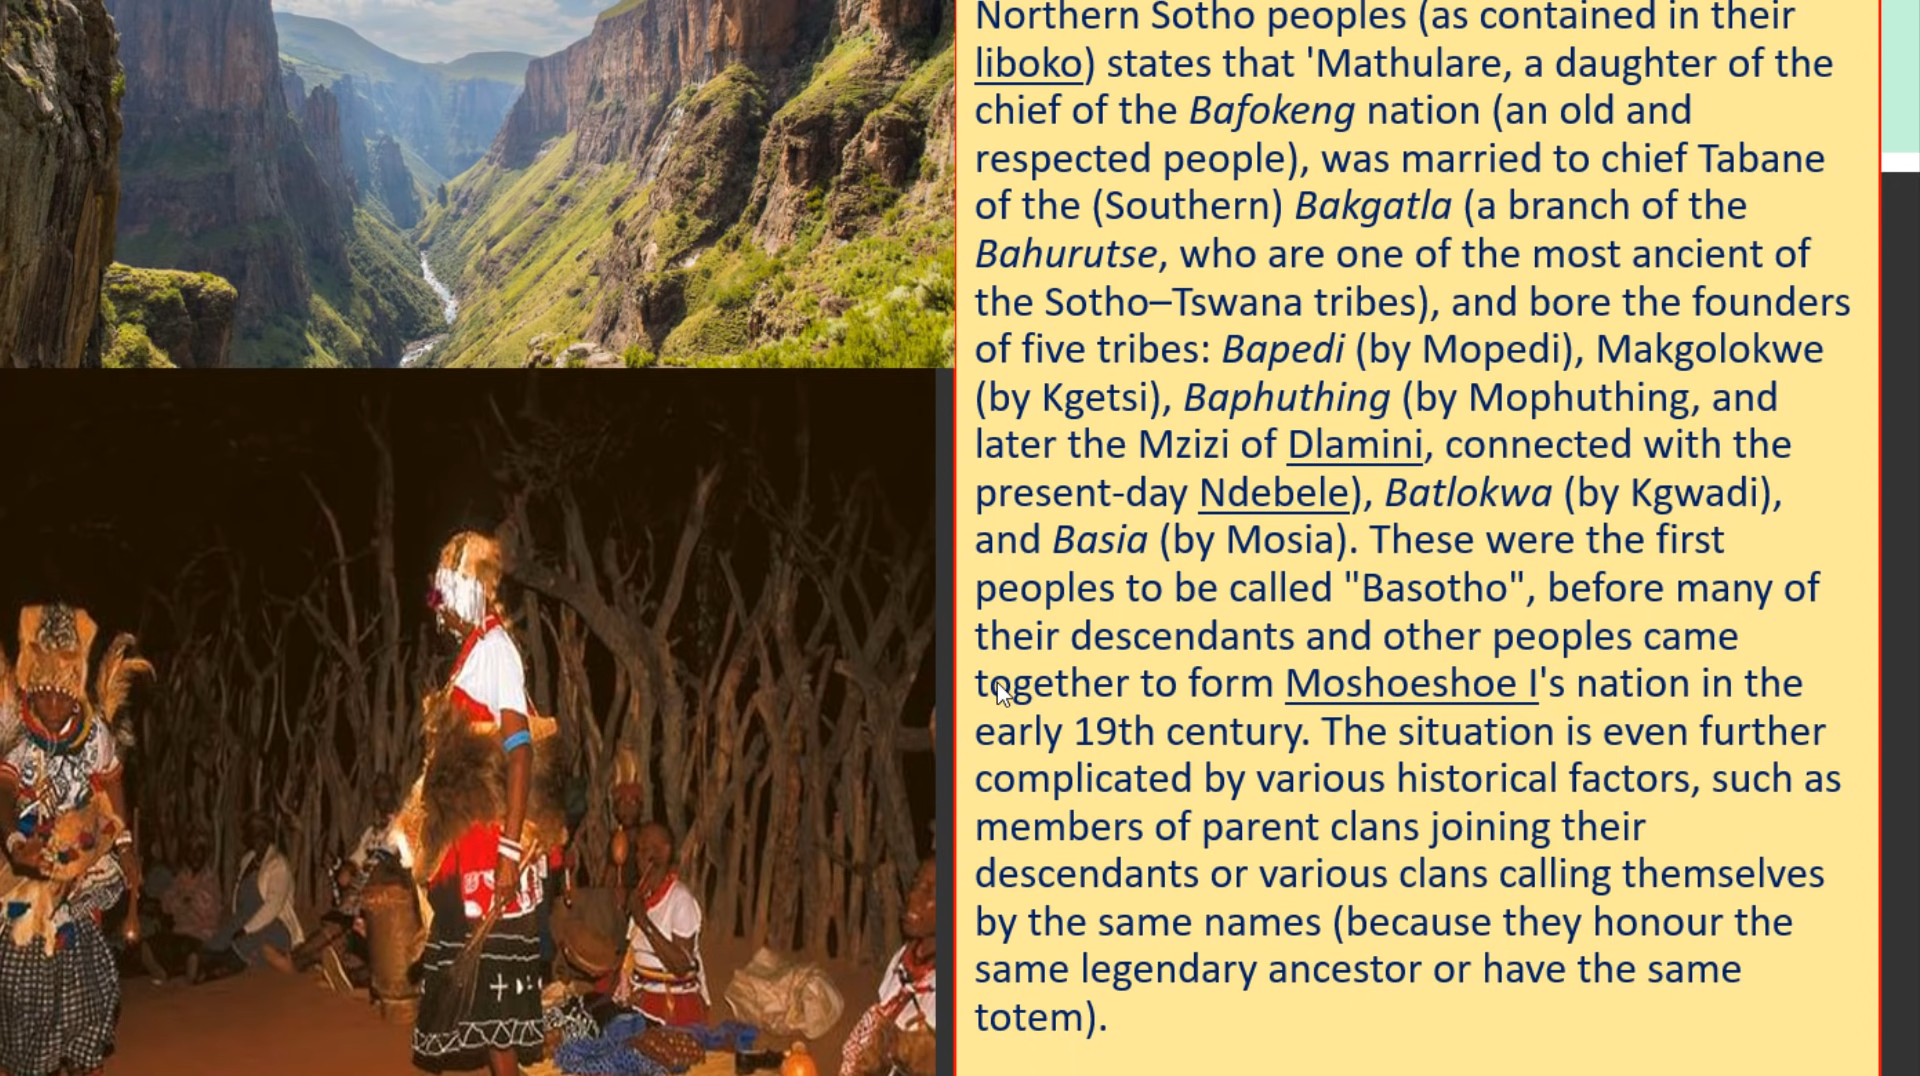 Northern Sotho peoples (as contained in their
liboko) states that 'Mathulare, a daughter of the
chief of the Bafokeng nation (an old and
respected people), was married to chief Tabane
of the (Southern) Bakgatla (a branch of the
Bahurutse, who are one of the most ancient of
the Sotho–Tswana tribes), and bore the founders
of five tribes: Bapedi (by Mopedi), Makgolokwe
(by Kgetsi), Baphuthing (by Mophuthing, and
later the Mzizi of Dlamini, connected with the
present-day Ndebele), Batlokwa (by Kgwadi),
and Basia (by Mosia). These were the first
peoples to be called "Basotho", before many of
their descendants and other peoples came
together to form Moshoeshoe I's nation in the
early 19th century. The situation is even further
complicated by various historical factors, such as
members of parent clans joining their
descendants or various clans calling themselves
by the same names (because they honour the
same legendary ancestor or have the same
totem).